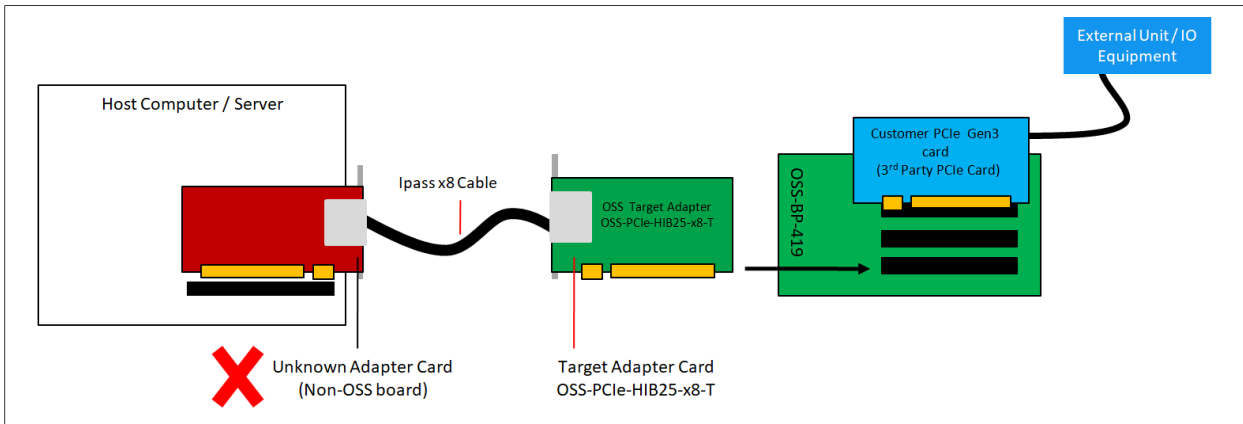 External Unit / IO
Equipment
Host Computer / Server
Customer PCIe Gen3
card
(3rd Party PCIe Card)
Ipass x8 Cable
OSS Target Adapter
OSS-PCIe-HIB25-x8-T
OSS-BP-419
Unknown Adapter Card
(Non-OSS board)
Target Adapter Card
OSS-PCIe-HIB25-x8-T